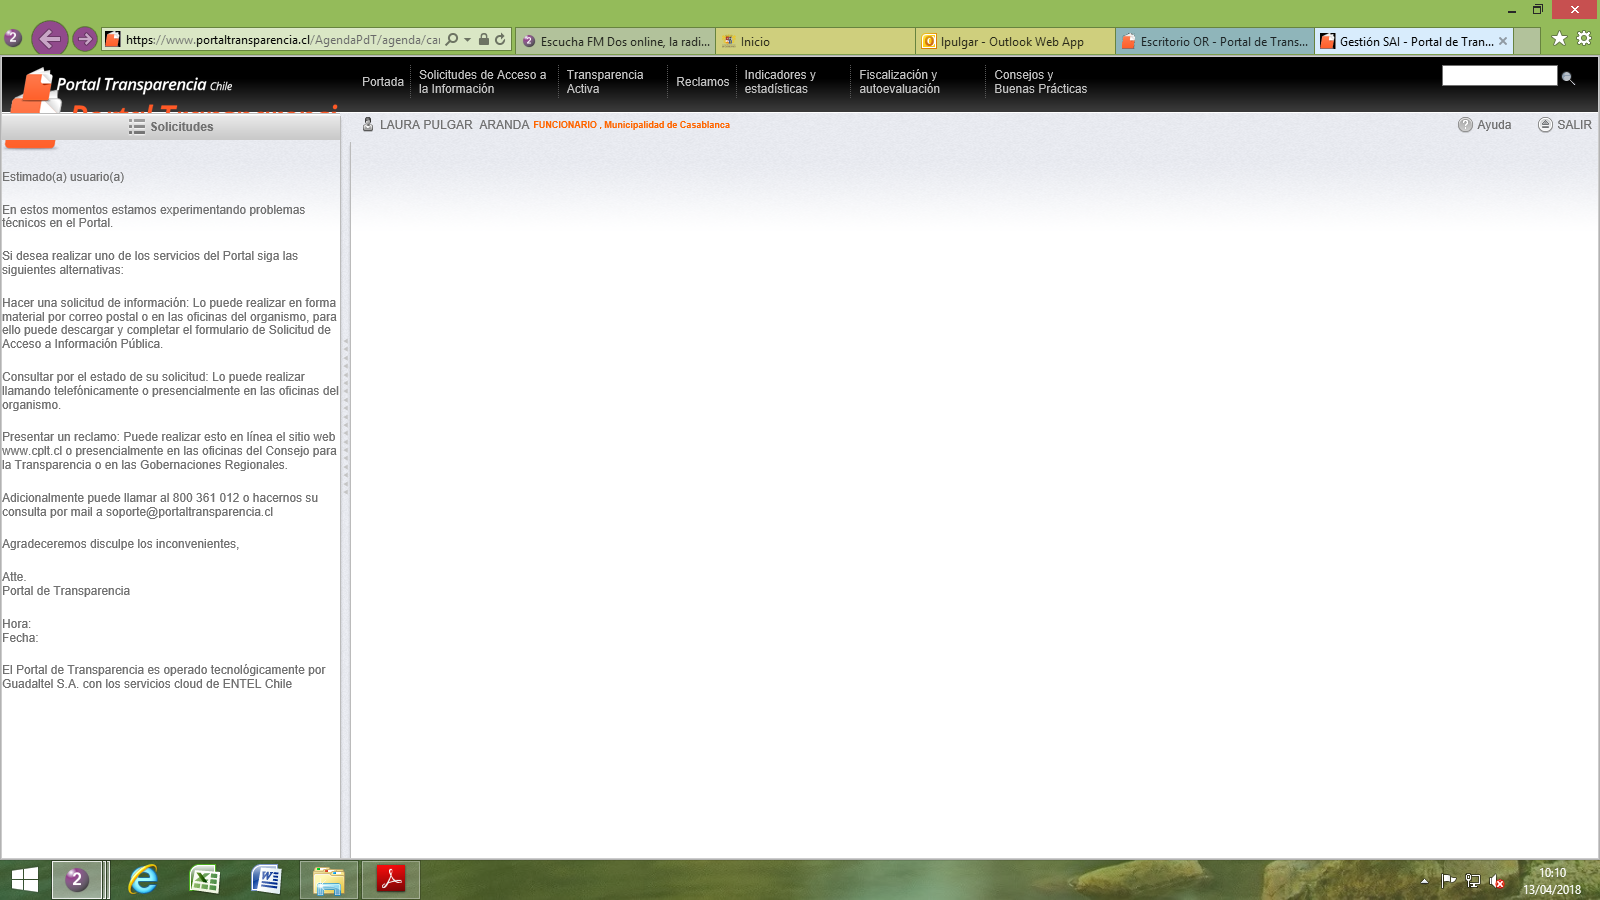 2
https://www.portaltransparencia.cl/AgendaPdT/agenda/car
Escucha FM Dos online, la radi...
Inicio
lpulgar - Outlook Web App
Escritorio OR - Portal de Trans...
Gestión SAI - Portal de Tran...
Portal Transparencia Chile
Portada
Solicitudes de Acceso a
la Información
Transparencia
Activa
Reclamos
Indicadores y
estadísticas
Fiscalización y
autoevaluación
Consejos y
Buenas Prácticas
Solicitudes
LAURA PULGAR  ARANDA FUNCIONARIO , Municipalidad de Casablanca
Ayuda
SALIR
Estimado(a) usuario(a)
En estos momentos estamos experimentando problemas
técnicos en el Portal.
Si desea realizar uno de los servicios del Portal siga las
siguientes alternativas:
Hacer una solicitud de información: Lo puede realizar en forma
material por correo postal o en las oficinas del organismo, para
ello puede descargar y completar el formulario de Solicitud de
Acceso a Información Pública.
Consultar por el estado de su solicitud: Lo puede realizar
llamando telefónicamente o presencialmente en las oficinas del
organismo.
Presentar un reclamo: Puede realizar esto en línea el sitio web
www.cplt.cl o presencialmente en las oficinas del Consejo para
la Transparencia o en las Gobernaciones Regionales.
Adicionalmente puede llamar al 800 361 012 o hacernos su
consulta por mail a soporte@portaltransparencia.cl
Agradeceremos disculpe los inconvenientes,
Atte.
Portal de Transparencia
Hora:
Fecha:
El Portal de Transparencia es operado tecnológicamente por
Guadaltel S.A. con los servicios cloud de ENTEL Chile
2
10:10
13/04/2018